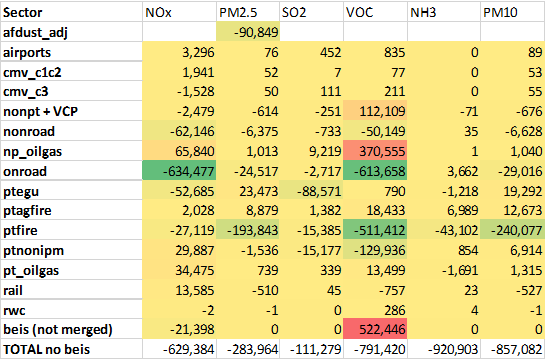 Sector NOx PM2.5 SO2 VOC NH3 PM10
afdust_adj -90,849
airports 3,296 76 452 835 0 89
cmv_c1c2 1,941 52 7 77 0 53
cmv_c3 -1,528 50 111 211 0 55
nonpt + VCP -2,479 -614 -251 112,109 -71 -676
nonroad -62,146 -6,375 -733 -50,149 35 -6,628
np_oilgas 65,840 1,013 9,219 370,555 1 1,040
onroad -634,477 -24,517 -2,717 -613,658 3,662 -29,016
ptegu -52,685 23,473 -88,571 790 -1,218 19,292
ptagfire 2,028 8,879 1,382 18,433 6,989 12,673
ptfire -27,119 -193,843 -15,385 -511,412 -43,102 -240,077
ptnonipm 29,887 -1,536 -15,177 -129,936 854 6,914
pt_oilgas 34,475 739 339 13,499 -1,691 1,315
rail 13,585 -510 45 -757 23 -527
rwc -2 -1 0 286 4 -1
beis (not merged) -21,398 0 0 522,446 0 0
TOTAL no beis -629,384 -283,964 -111,279 -791,420 -920,903 -857,082